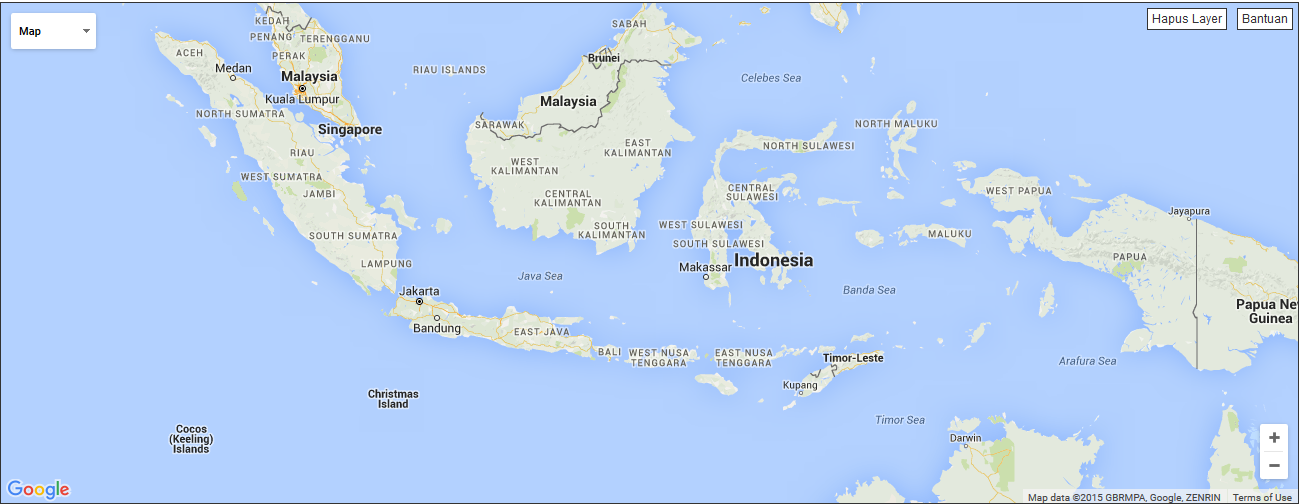 Map
Hapus Layer
Bantuan
KEDAH
PENANG
TERENGGANU
PERAK
Malaysia
Kuala Lumpur
ACEH
Medan
RIAU ISLANDS
NORTH SUMATRA
Singapore
RIAU
WEST SUMATRA
JAMBI
SOUTH SUMATRA
LAMPUNG
SABAH
Brunei
Malaysia
SARAWAK
EAST
KALIMANTAN
WEST
KALIMANTAN
CENTRAL
KALIMANTAN
SOUTH
KALIMANTAN
Celebes Sea
NORTH SULAWESI
NORTH MALUKU
CENTRAL
SULAWESI
WEST SULAWESI
SOUTH SULAWESI
Makassar
Indonesia
MALUKU
WEST PAPUA
Jayapura
PAPUA
Papua New
Guinea
Java Sea
Banda Sea
Jakarta
Bandung
EAST JAVA
BALI
WEST NUSA
TENGGARA
EAST NUSA
TENGGARA
Timor-Leste
Kupang
Arafura Sea
Timor Sea
Christmas
Island
Cocos
(Keeling)
Islands
Darwin
+
−
Google
Map data ©2015 GBRMPA, Google, ZENRIN
Terms of Use